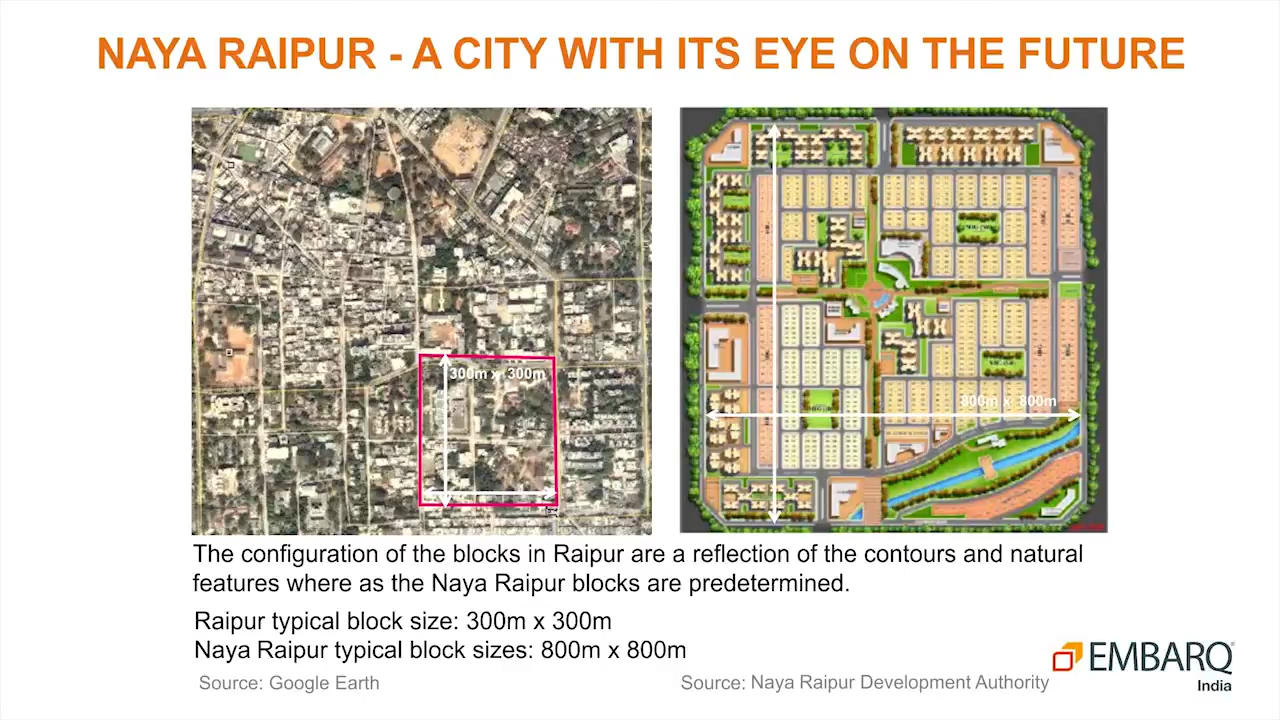 NAYA RAIPUR - A CITY WITH ITS EYE ON THE FUTURE
300m x 300m
800m x 800m
The configuration of the blocks in Raipur are a reflection of the contours and natural
features where as the Naya Raipur blocks are predetermined.
Raipur typical block size: 300m x 300m
Naya Raipur typical block sizes: 800m x 800m
Source: Google Earth
Source: Naya Raipur Development Authority
EMBARQ
India